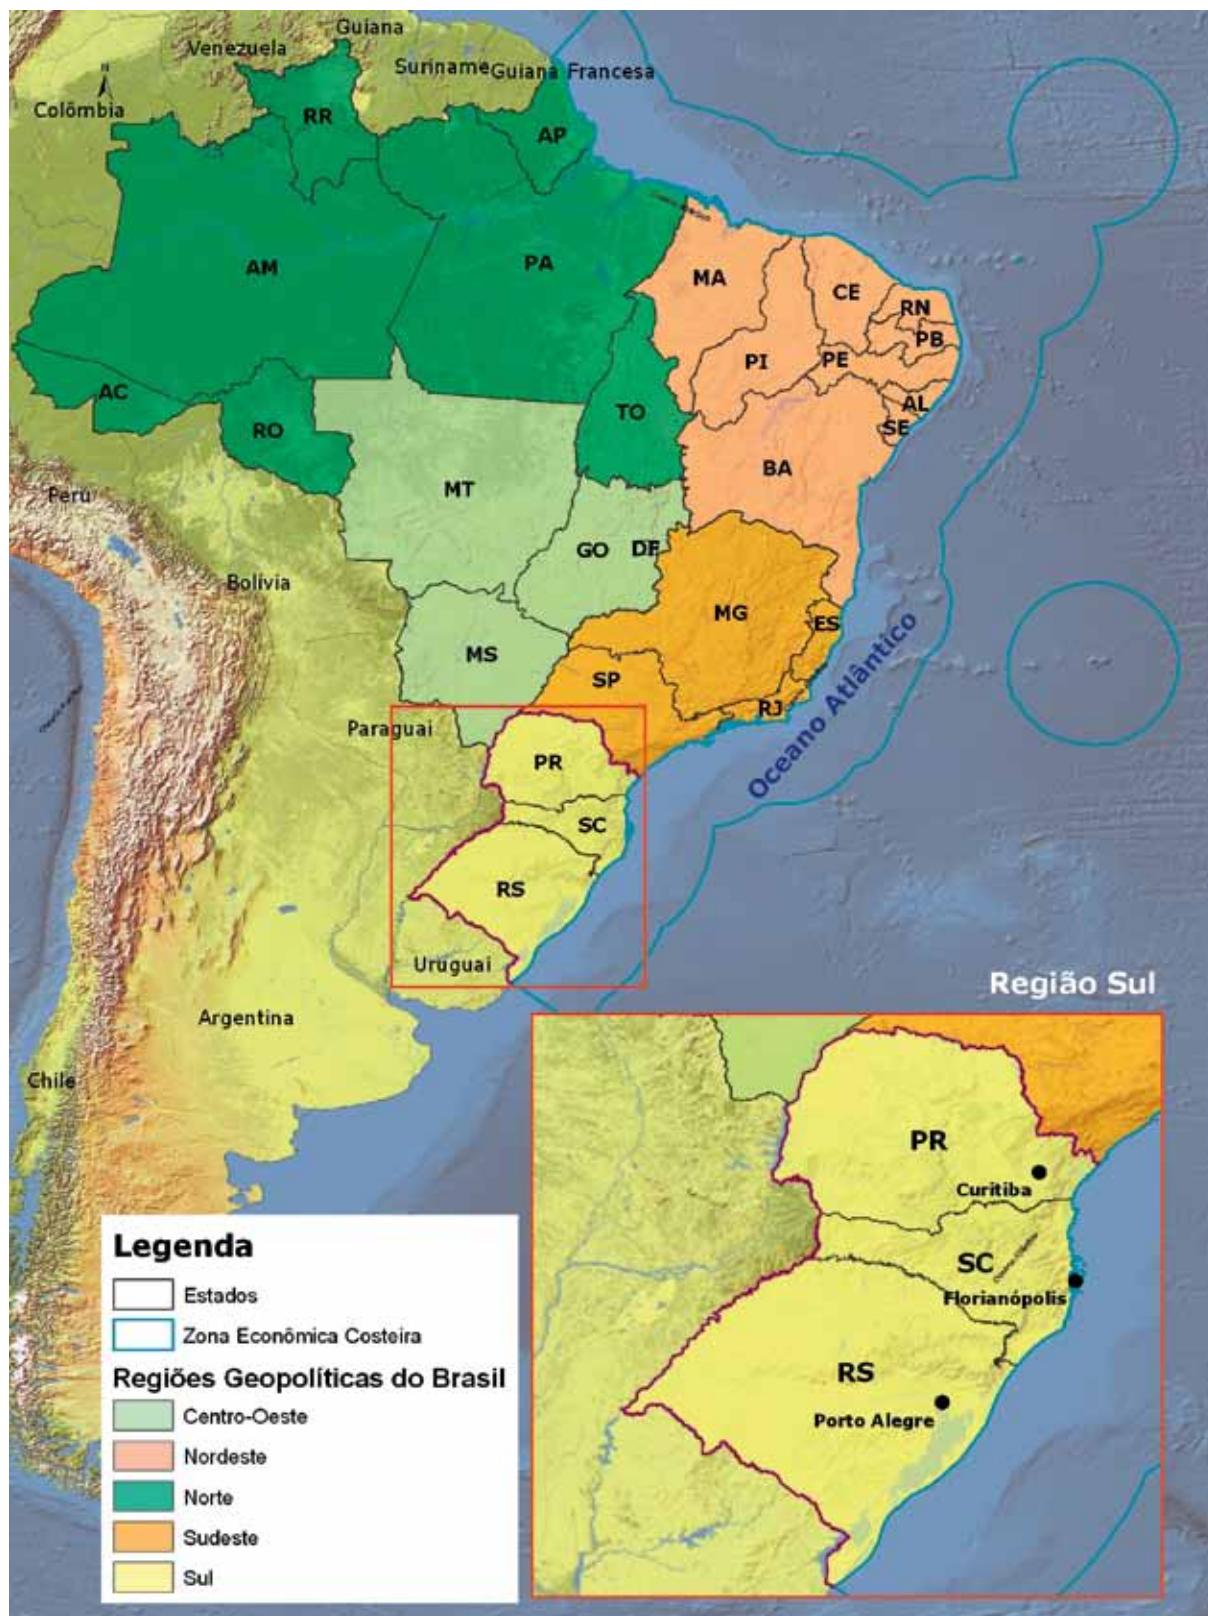 Guiana
Venezuela
Suriname
Guiana Francesa
N
Colômbia
RR
AP
AM
PA
MA
CE
RN
PB
PI
PE
AC
TO
AL
RO
SE
BA
MT
Peru
GO
DF
Bolívia
MG
ES
MS
SP
RJ
Oceano Atlântico
Paraguai
PR
SC
RS
Uruguai
Região Sul
Argentina
Chile
PR
Curitiba
SC
Florianópolis
RS
Porto Alegre
Legenda
Estados
Zona Econômica Costeira
Regiões Geopolíticas do Brasil
Centro-Oeste
Nordeste
Norte
Sudeste
Sul